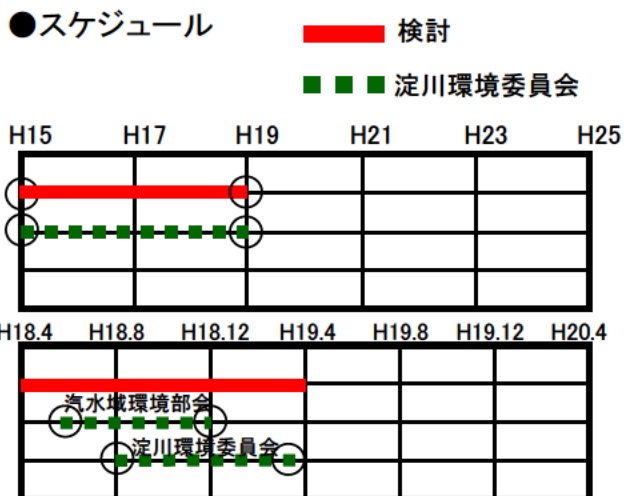 ●スケジュール
検討
淀川環境委員会
H15 H17 H19 H21 H23 H25
H18.4 H18.8 H18.12 H19.4 H19.8 H19.12 H20.4
汽水域環境部会
淀川環境委員会